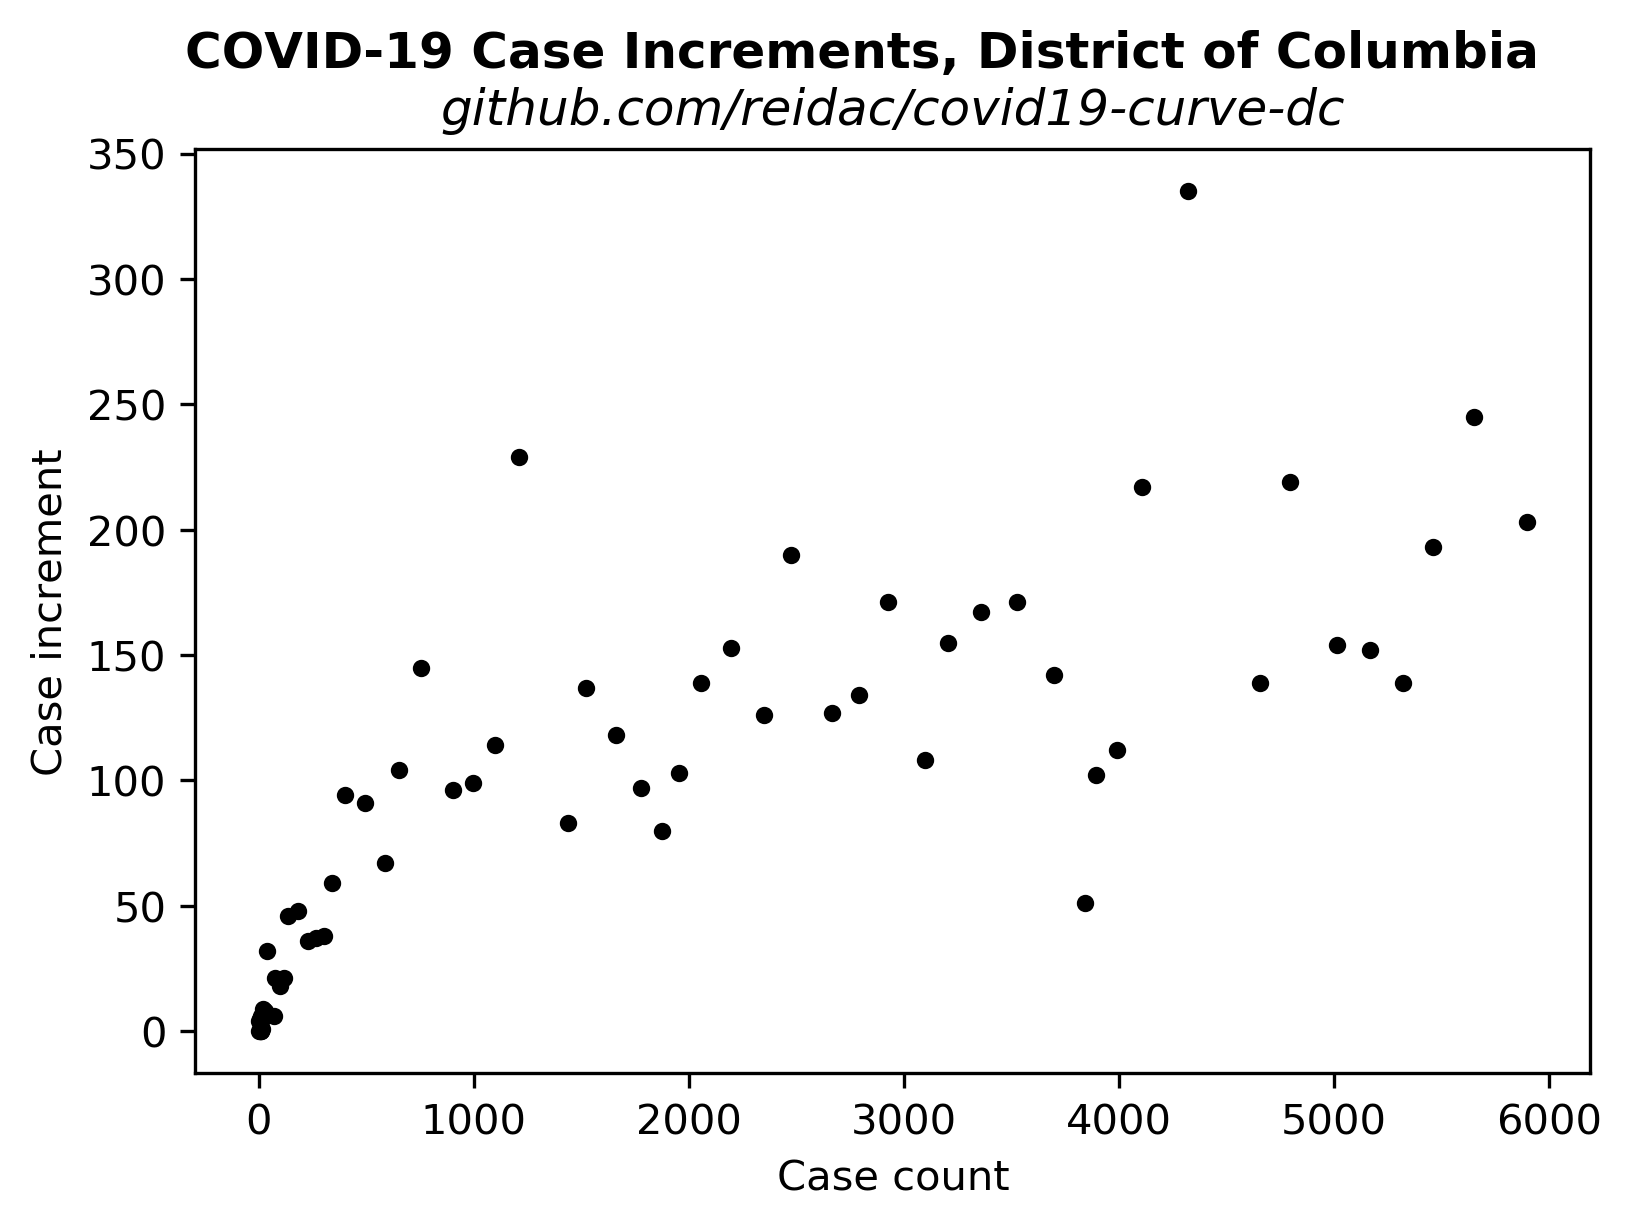 COVID-19 Case Increments, District of Columbia
github.com/reidac/covid19-curve-dc
350
300
250
200
150
100
50
0
Case increment
0 1000 2000 3000 4000 5000 6000
Case count